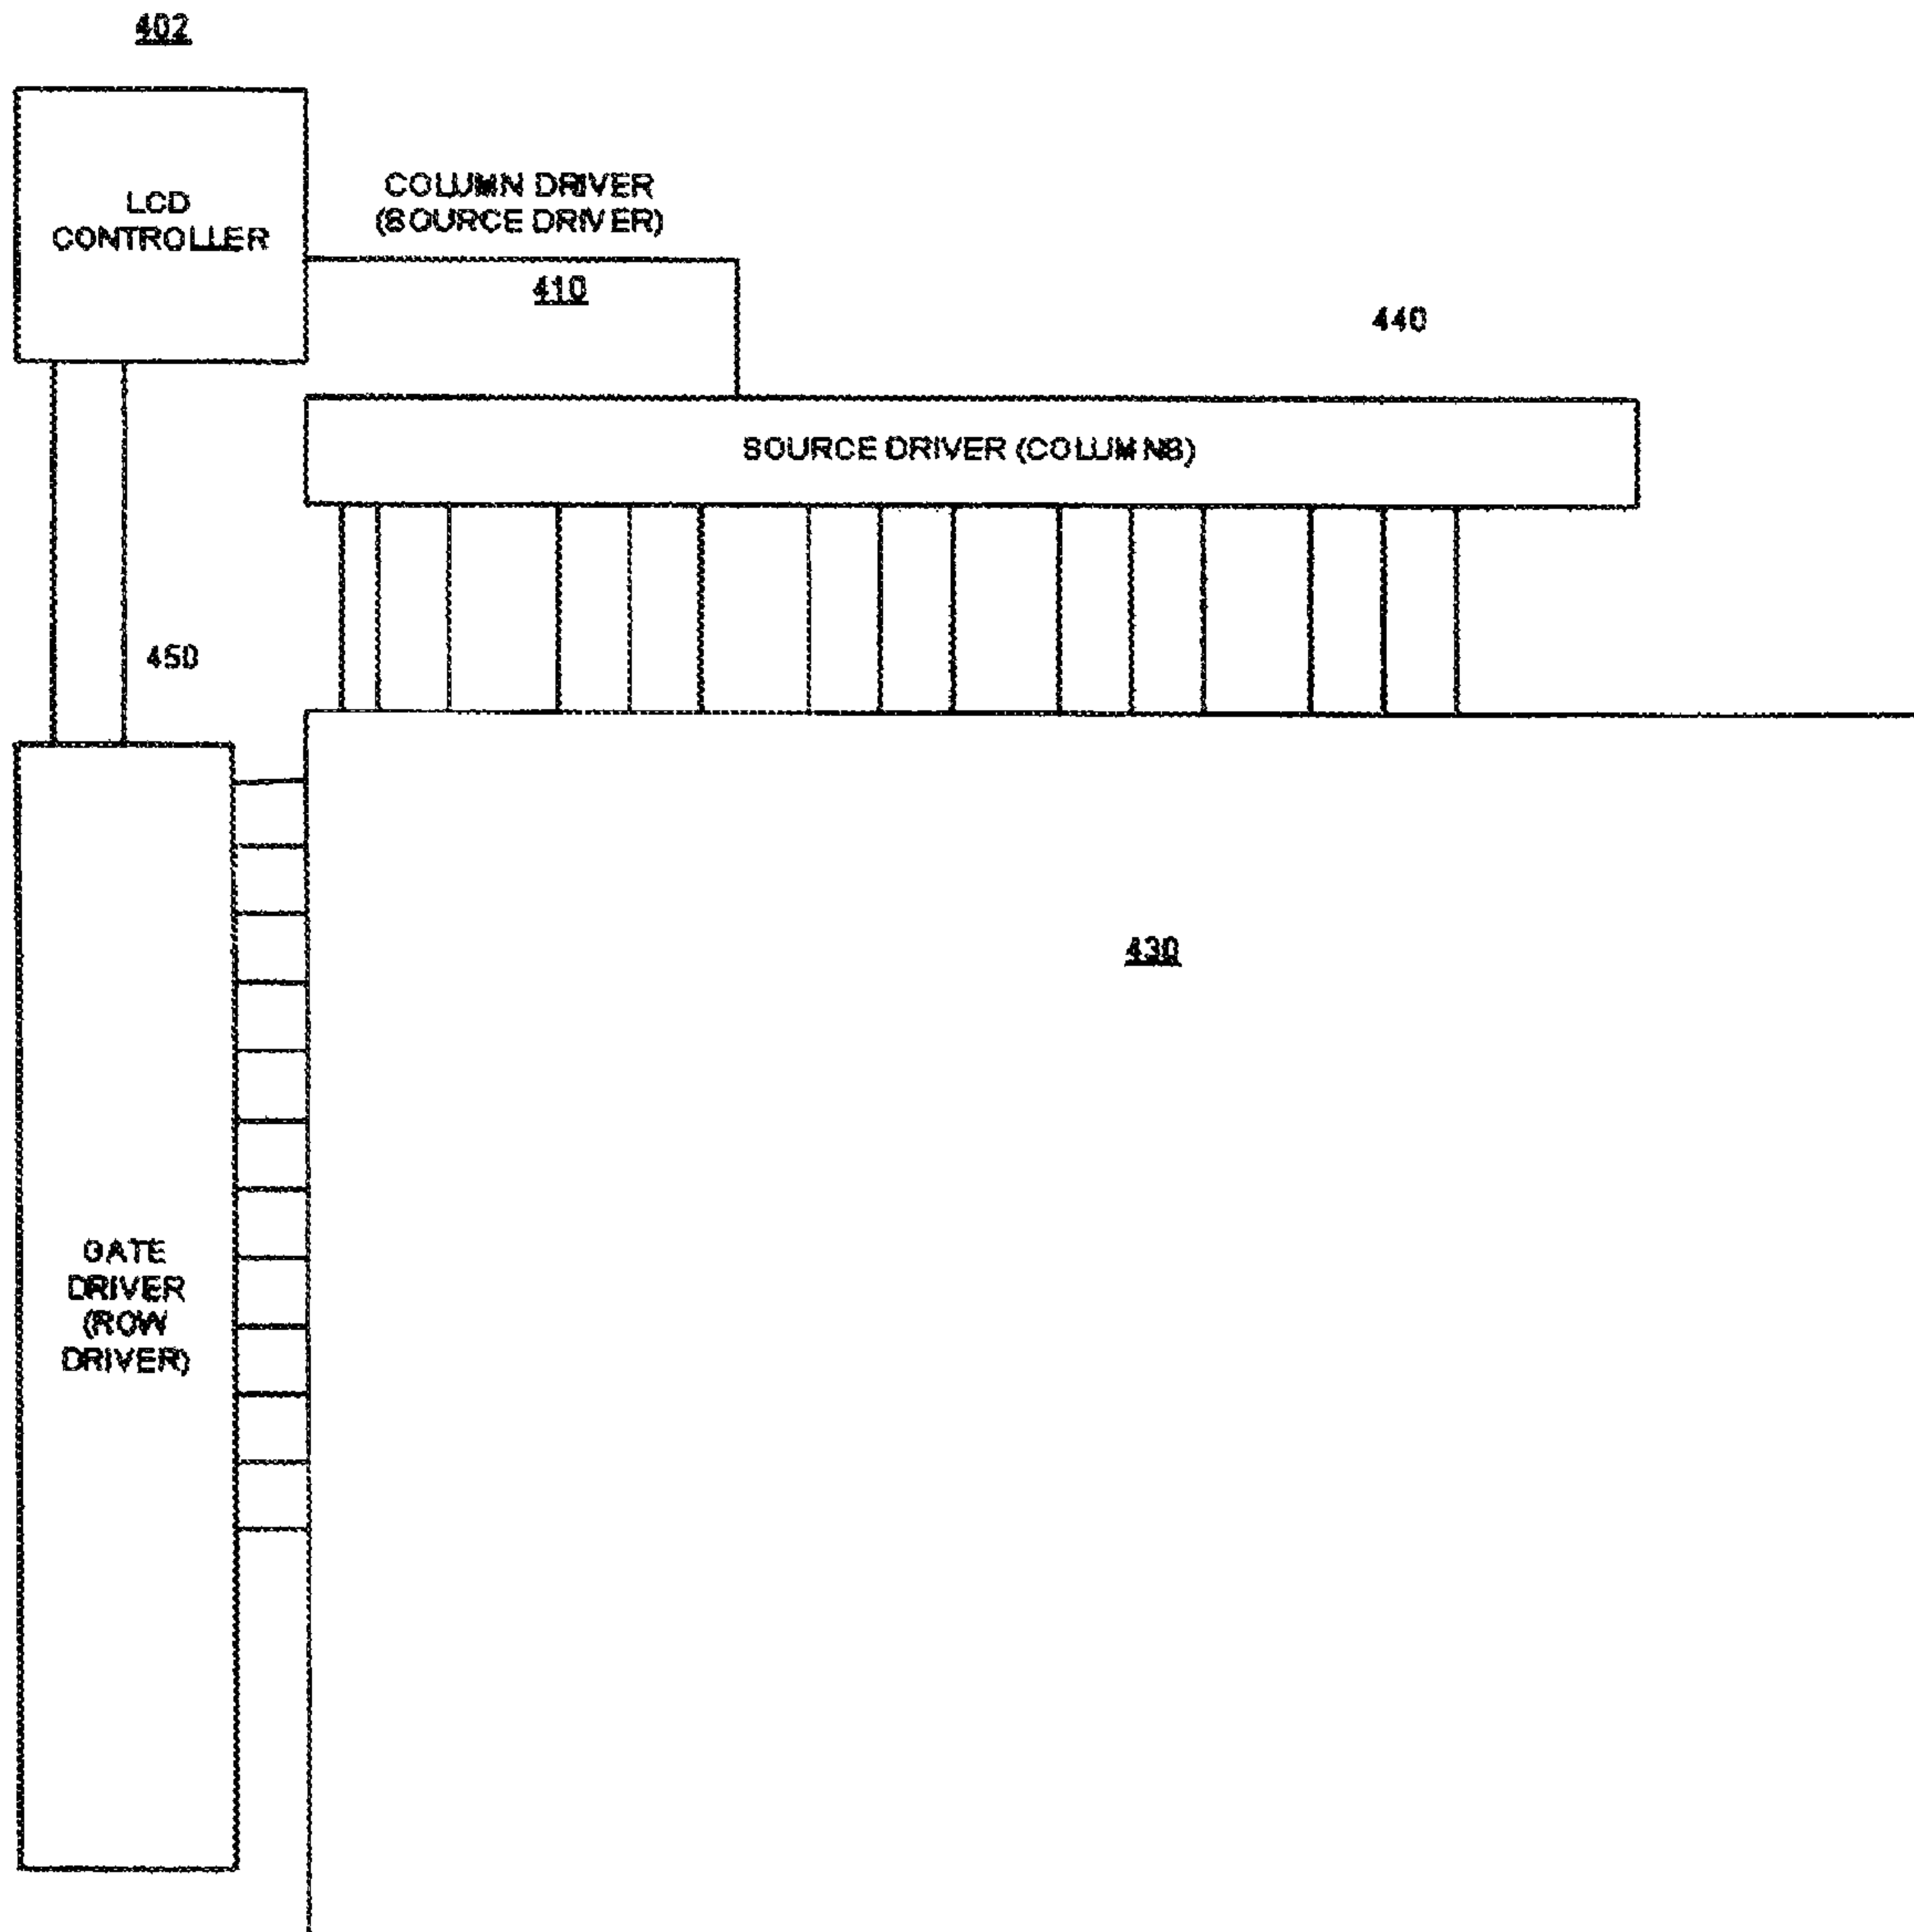 402
LCD
CONTROLLER
COLUMN DRIVER
(SOURCE DRIVER)
410
440
SOURCE DRIVER (COLUMNS)
450
430
GATE
DRIVER
(ROW
DRIVER)